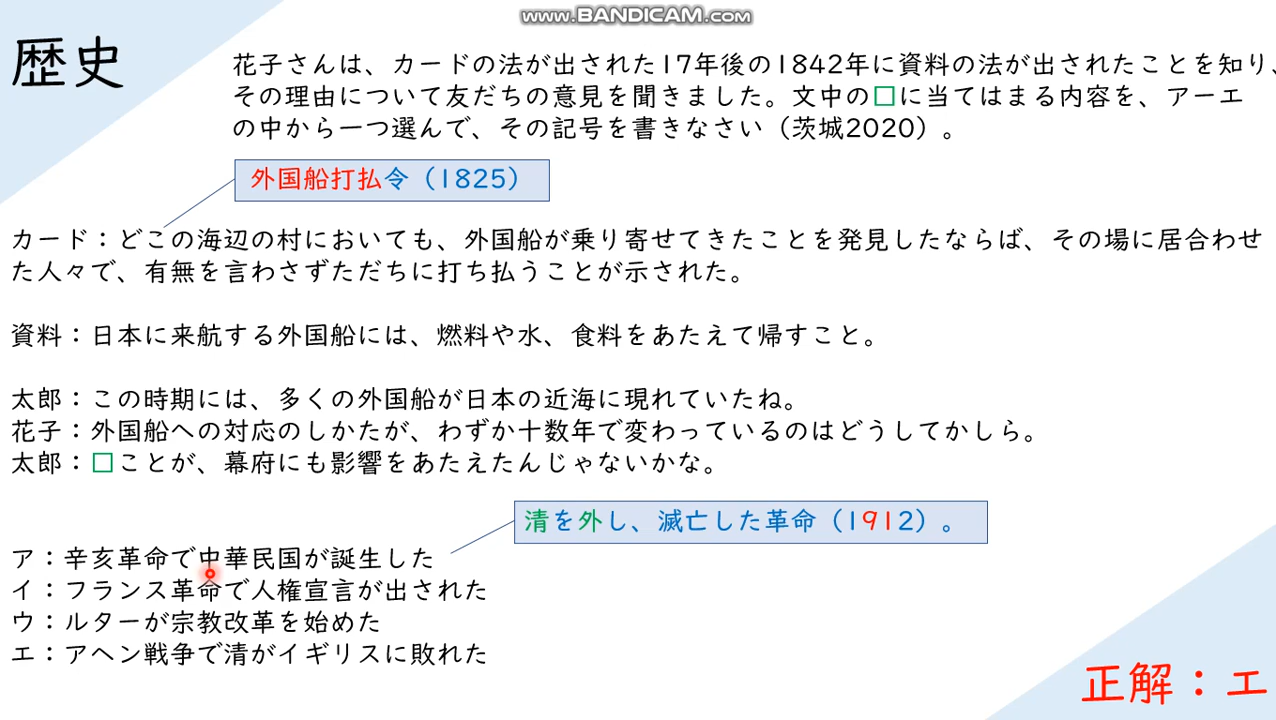 www.BANDICAM.com
歴史
花子さんは、カードの法が出された17年後の1842年に資料の法が出されたことを知り、
その理由について友だちの意見を聞きました。文中の□に当てはまる内容を、アーエ
の中から一つ選んで、その記号を書きなさい（茨城2020）。
外国船打払令（1825）
カード：どこの海辺の村においても、外国船が乗り寄せてきたことを発見したならば、その場に居合わせ
た人々で、有無を言わさずただちに打ち払うことが示された。
資料：日本に来航する外国船には、燃料や水、食料をあたえて帰すこと。
太郎：この時期には、多くの外国船が日本の近海に現れていたね。
花子：外国船への対応のしかたが、わずか十数年で変わっているのはどうしてかしら。
太郎：□ことが、幕府にも影響をあたえたんじゃないかな。
清を外し、滅亡した革命（1912）。
ア：辛亥革命で中華民国が誕生した
イ：フランス革命で人権宣言が出された
ウ：ルターが宗教改革を始めた
エ：アヘン戦争で清がイギリスに敗れた
正解：エ